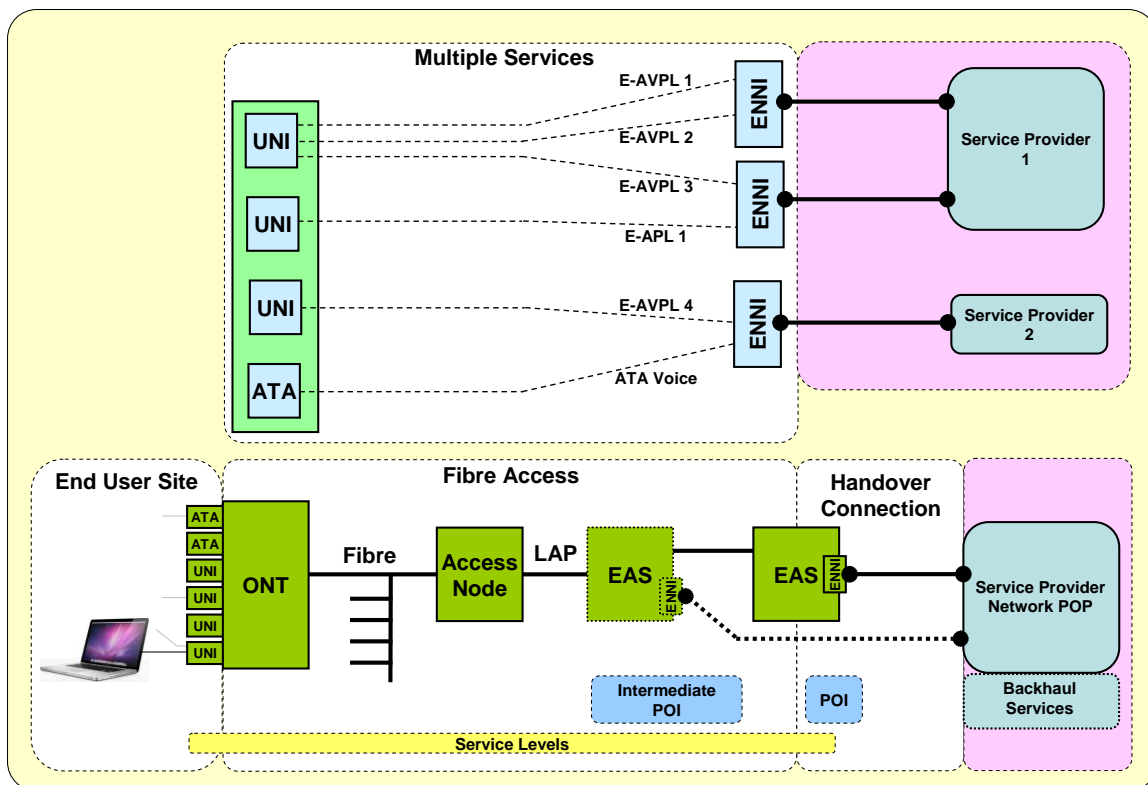 Multiple Services
E-AVPL 1
ENNI
UNI
E-AVPL 2
Service Provider
1
E-AVPL 3
ENNI
UNI
E-APL 1
UNI
E-AVPL 4
ENNI
Service Provider
2
ATA
ATA Voice
End User Site
Fibre Access
Handover
Connection
ATA
ATA
UNI
UNI
UNI
UNI
ONT
Fibre
Access
Node
LAP
EAS
ENNI
EAS
ENNI
Service Provider
Network POP
Intermediate
POI
POI
Backhaul
Services
Service Levels